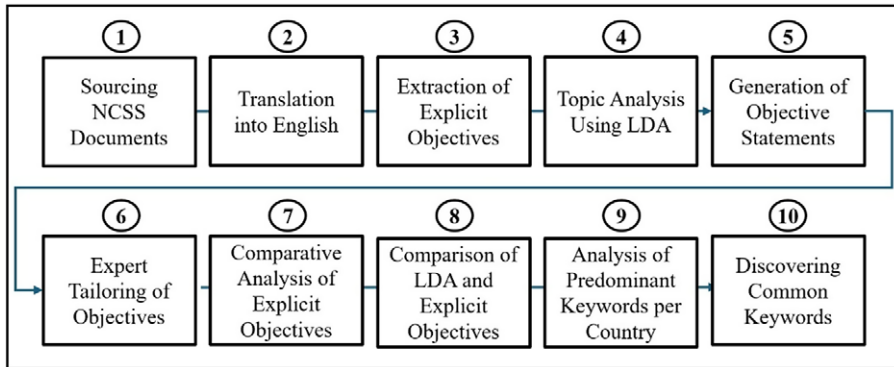 1
Sourcing
NCSS
Documents
2
Translation
into English
3
Extraction of
Explicit
Objectives
4
Topic Analysis
Using LDA
5
Generation of
Objective
Statements
6
Expert
Tailoring of
Objectives
7
Comparative
Analysis of
Explicit
Objectives
8
Comparison of
LDA and
Explicit
Objectives
9
Analysis of
Predominant
Keywords per
Country
10
Discovering
Common
Keywords